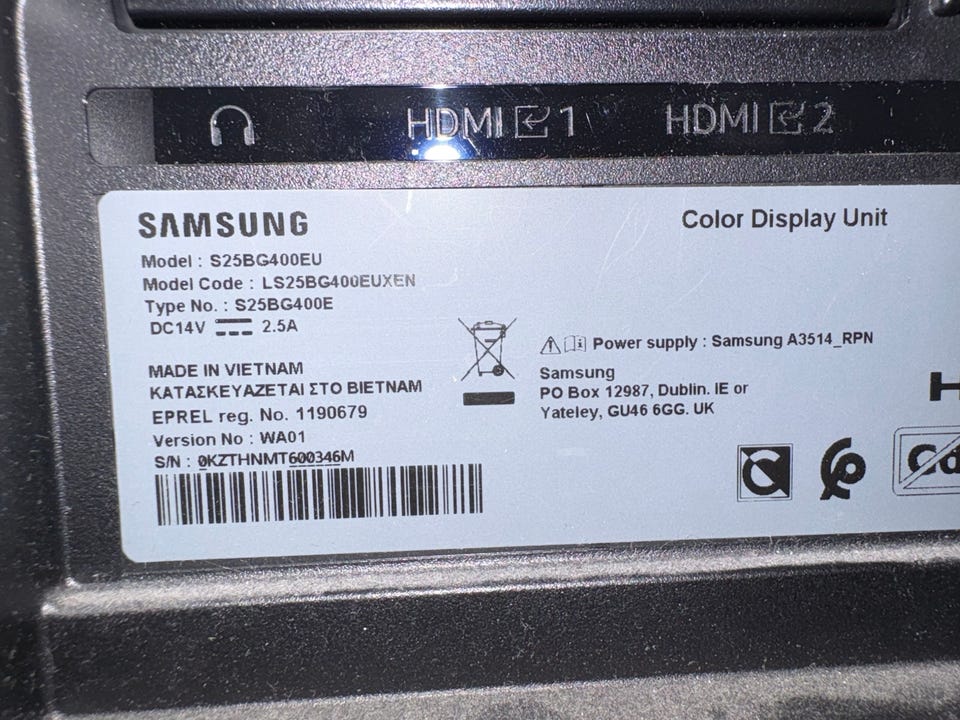 HDMI 1 HDMI 2
SAMSUNG
Color Display Unit
Model : S25BG400EU
Model Code : LS25BG400EUXEN
Type No. : S25BG400E
DC14V 2.5A
MADE IN VIETNAM
ΚΑΤΑΣΚΕΥΑΖΕΤΑΙ ΣΤΟ ΒΙΕΤΝΑΜ
EPREL reg. No. 1190679
Version No : WA01
S/N : 0KZTHNMT600346M
Power supply : Samsung A3514_RPN
Samsung
PO Box 12987, Dublin. IE or
Yateley, GU46 6GG. UK